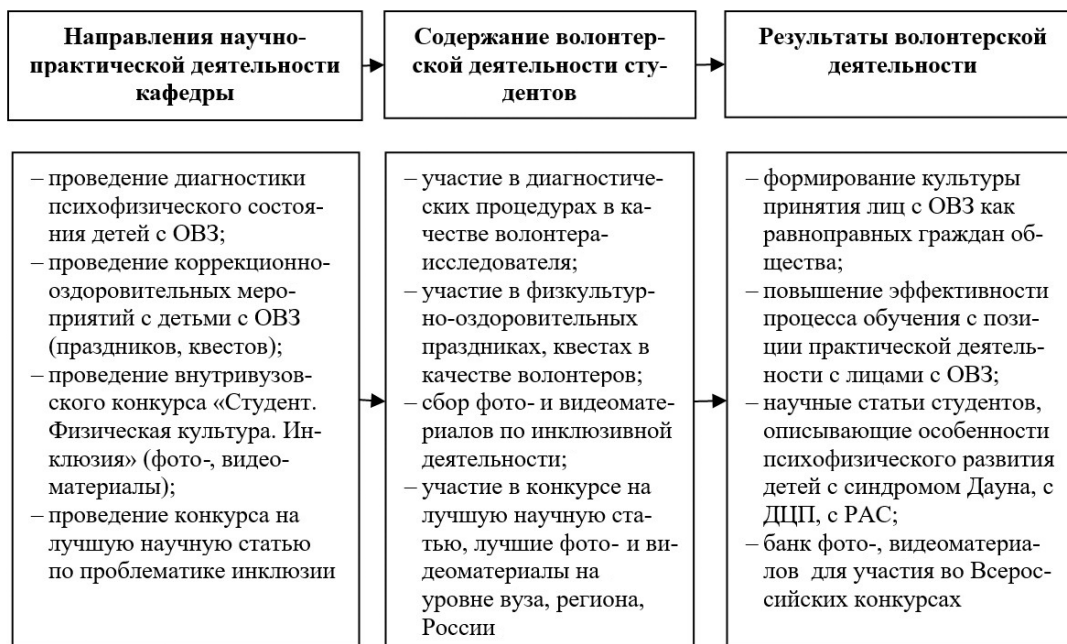 Направления научно-
практической деятельности
кафедры
Содержание волонтер-
ской деятельности сту-
дентов
Результаты волонтерской
деятельности
– проведение диагностики
психофизического состоя-
ния детей с ОВЗ;
– проведение коррекционно-
оздоровительных меро-
приятий с детьми с ОВЗ
(праздников, квестов);
– проведение внутривузов-
ского конкурса «Студент.
Физическая культура. Ин-
клюзия» (фото-, видео-
материалы);
– проведение конкурса на
лучшую научную статью
по проблематике инклюзии
– участие в диагностиче-
ских процедурах в ка-
честве волонтера-
исследователя;
– участие в физкультур-
но-оздоровительных
праздниках, квестах в
качестве волонтеров;
– сбор фото- и видеомате-
риалов по инклюзивной
деятельности;
– участие в конкурсе на
лучшую научную ста-
тью, лучшие фото- и ви-
деоматериалы на
уровне вуза, региона,
России
– формирование культуры
принятия лиц с ОВЗ как
равноправных граждан об-
щества;
– повышение эффективности
процесса обучения с пози-
ции практической деятель-
ности с лицами с ОВЗ;
– научные статьи студентов,
описывающие особенности
психофизического развития
детей с синдромом Дауна, с
ДЦП, с РАС;
– банк фото-, видеоматериа-
лов для участия во Всерос-
сийских конкурсах